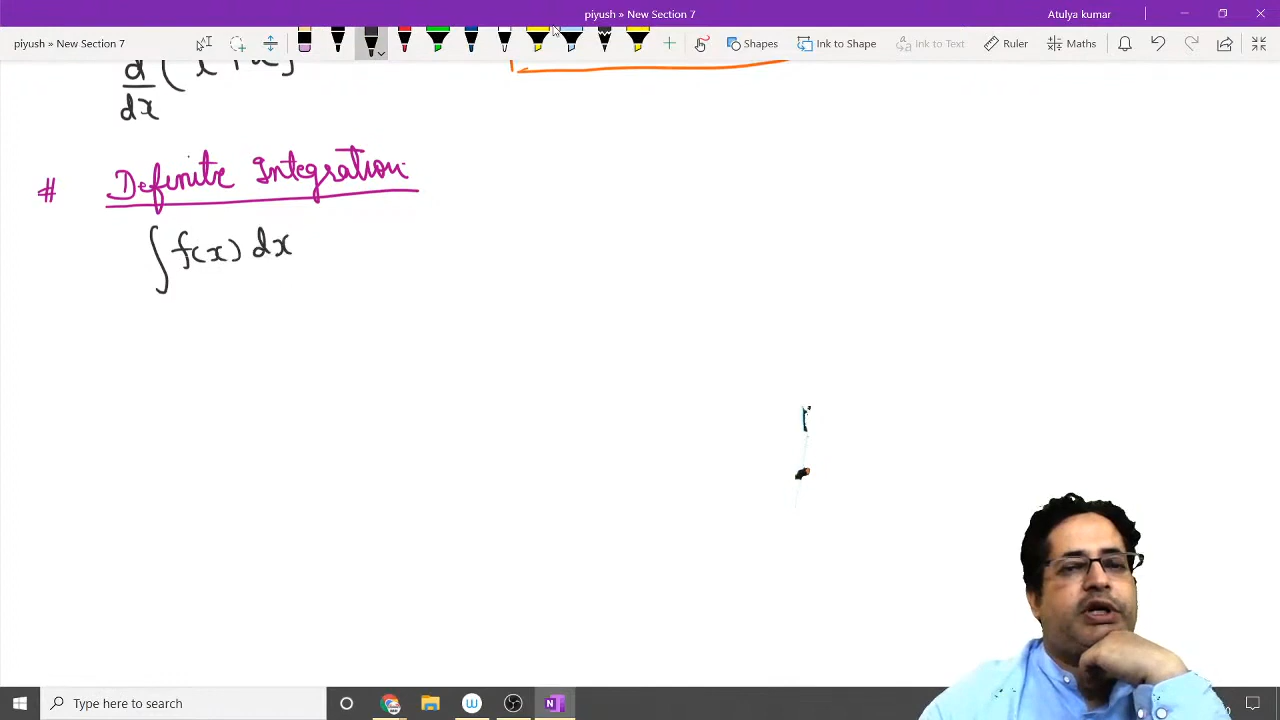 piyush » New Section 7
Atulya kumar
piyush » New Section 7
Shapes
Ink to Shape
Ink to Text
Ruler
Maths
d
dx
# Definite Integration
∫ f(x) dx
Type here to search